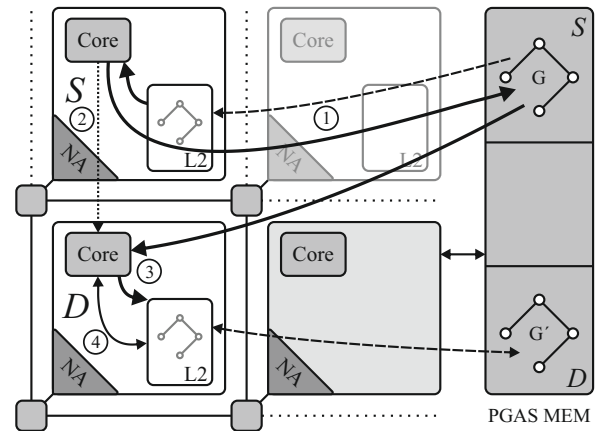 Core
S
②
NA
L2
Core
①
NA
L2
S
G
Core
③
D
④
NA
L2
Core
NA
G´
D
PGAS MEM